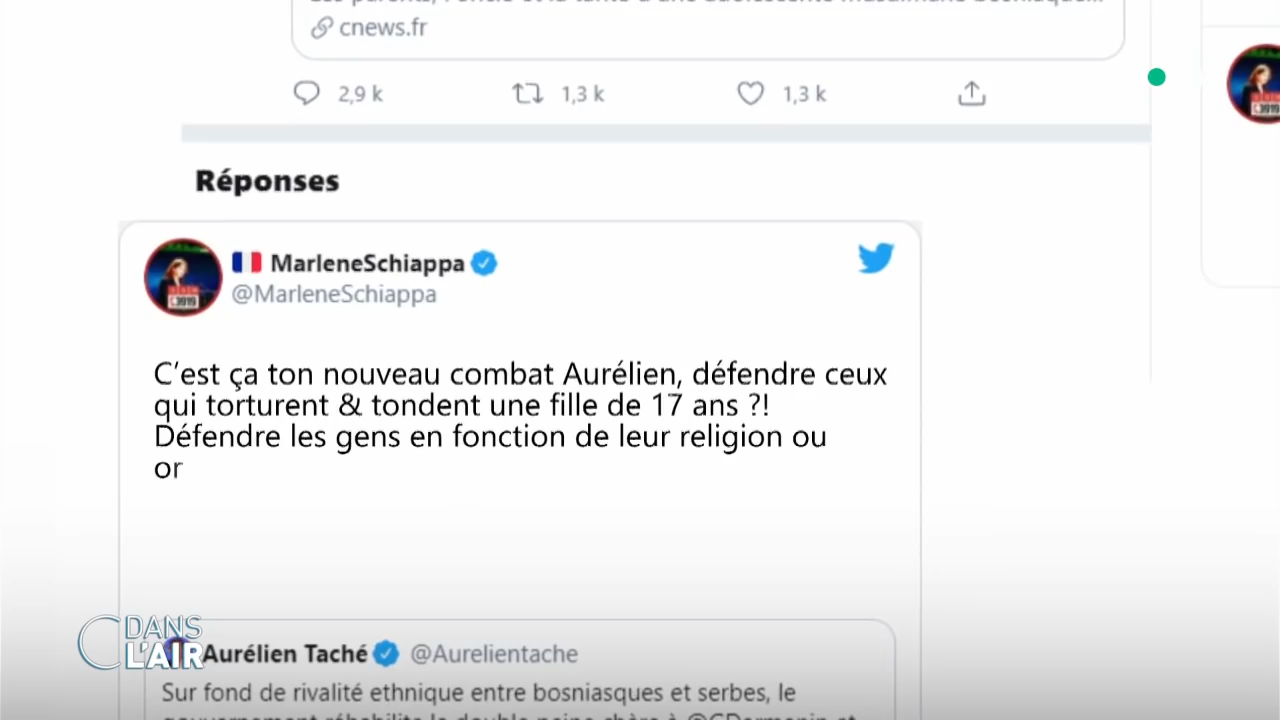 cnews.fr
2,9 k 1,3 k 1,3 k
Réponses
MarleneSchiappa
@MarleneSchiappa
3919
C'est ça ton nouveau combat Aurélien, défendre ceux
qui torturent & tondent une fille de 17 ans ?!
Défendre les gens en fonction de leur religion ou
or
C DANS
L'AIR
Aurélien Taché @Aurelientache
Sur fond de rivalité ethnique entre bosniasques et serbes, le